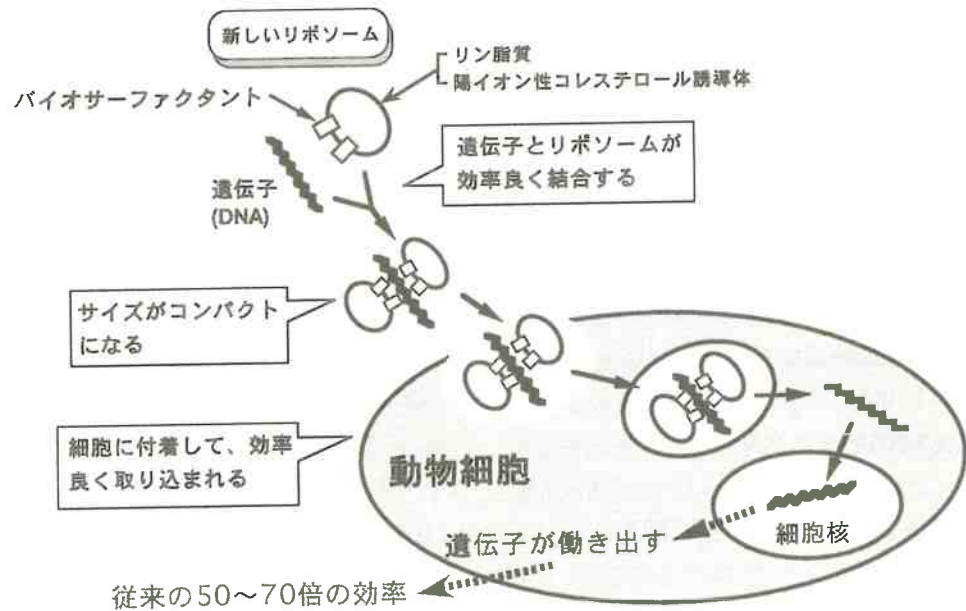 新しいリポソーム
リン脂質
陽イオン性コレステロール誘導体
バイオサーファクタント
遺伝子とリポソームが
効率良く結合する
遺伝子
(DNA)
サイズがコンパクト
になる
細胞に付着して、効率
良く取り込まれる
動物細胞
細胞核
遺伝子が働き出す
従来の50〜70倍の効率